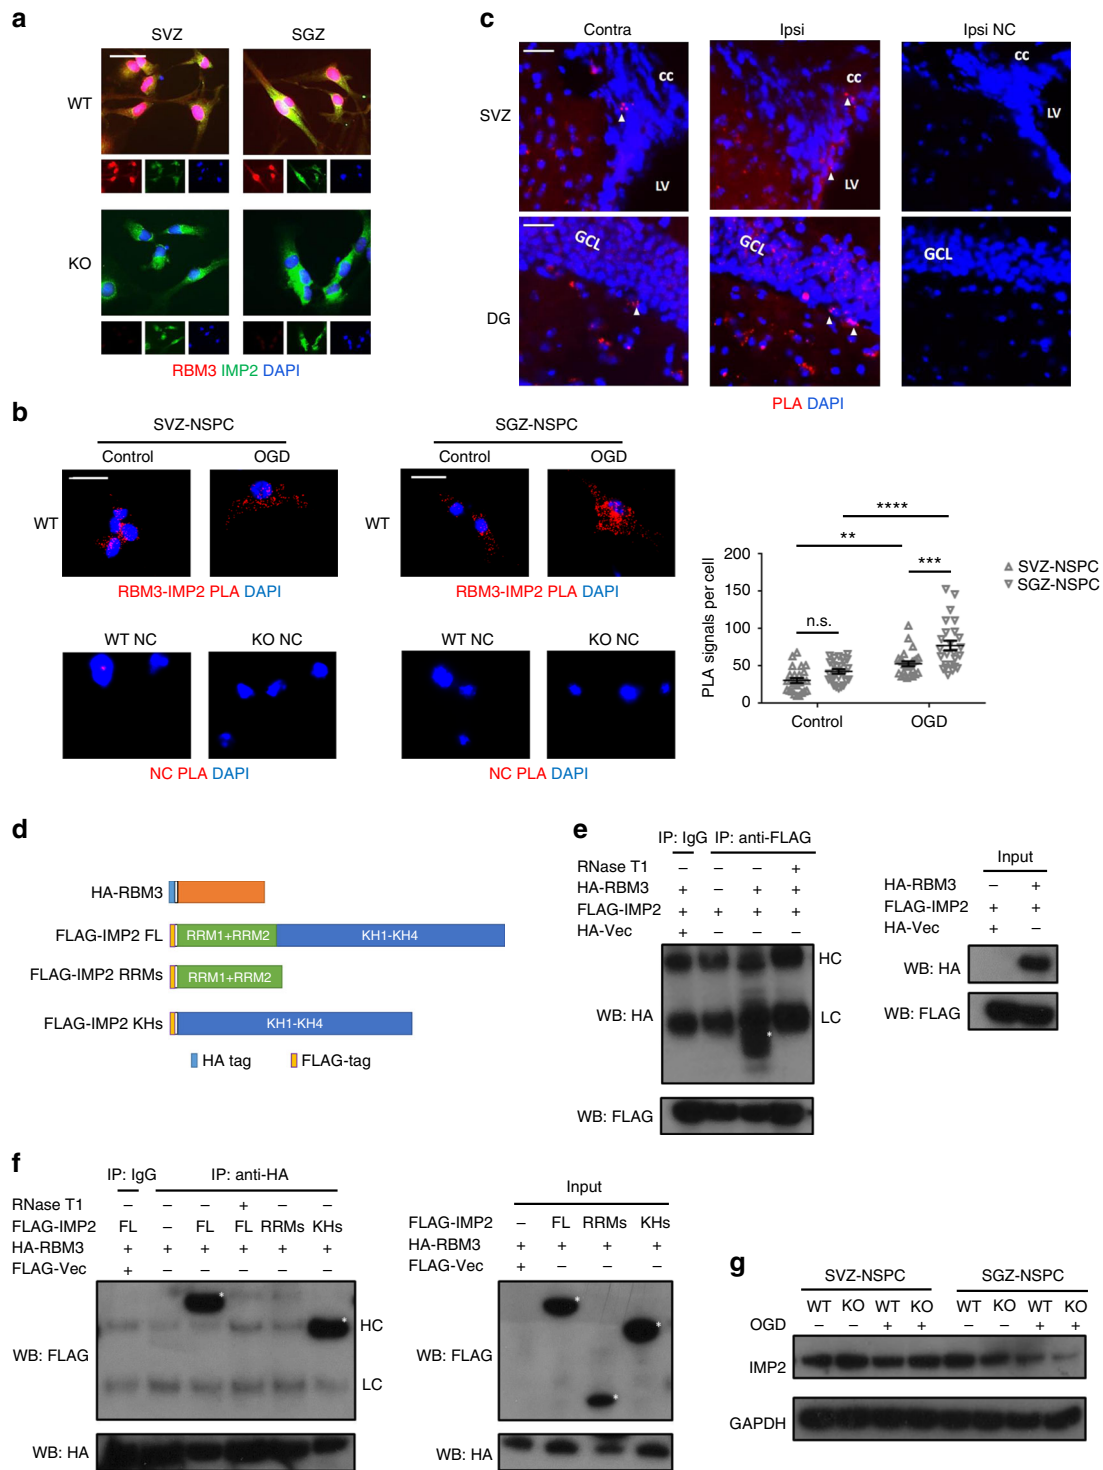 a
SVZ SGZ
WT
KO
RBM3 IMP2 DAPI
b
SVZ-NSPC SGZ-NSPC
Control OGD Control OGD
WT WT
RBM3-IMP2 PLA DAPI RBM3-IMP2 PLA DAPI
WT NC KO NC WT NC KO NC
NC PLA DAPI NC PLA DAPI
PLA signals per cell
200
150
100
50
0
n.s.
**
***
****
Control OGD
SVZ-NSPC
SGZ-NSPC
c
Contra Ipsi Ipsi NC
SVZ
CC CC CC
LV LV LV
DG
GCL GCL GCL
PLA DAPI
d
HA-RBM3
FLAG-IMP2 FL RRM1+RRM2 KH1-KH4
FLAG-IMP2 RRMs RRM1+RRM2
FLAG-IMP2 KHs KH1-KH4
HA tag FLAG-tag
e
IP: IgG IP: anti-FLAG
RNase T1 – – – +
HA-RBM3 + – + +
FLAG-IMP2 + + + +
HA-Vec + – – –
WB: HA
HC
LC
*
WB: FLAG
Input
HA-RBM3 – +
FLAG-IMP2 + +
HA-Vec + –
WB: HA
WB: FLAG
f
IP: IgG IP: anti-HA
RNase T1 – – – + – –
FLAG-IMP2 FL – FL FL RRMs KHs
HA-RBM3 + + + + + +
FLAG-Vec + – – – – –
WB: FLAG
* *
HC
LC
WB: HA
Input
FLAG-IMP2 – FL RRMs KHs
HA-RBM3 + + + +
FLAG-Vec + – – –
WB: FLAG
* * *
WB: HA
g
SVZ-NSPC SGZ-NSPC
WT KO WT KO WT KO WT KO
OGD – – + + – – + +
IMP2
GAPDH